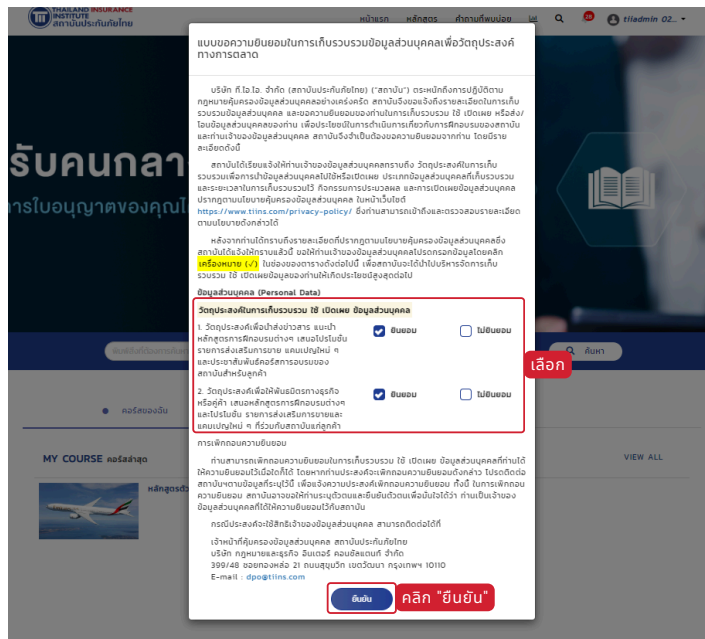 THAILAND INSURANCE
INSTITUTE
สถาบันประกันภัยไทย
หน้าแรก หลักสูตร คำถามที่พบบ่อย
tiiadmin 02...
แบบขอความยินยอมในการเก็บรวบรวมข้อมูลส่วนบุคคลเพื่อวัตถุประสงค์
ทางการตลาด
บริษัท ที.ไอ.ไอ. จำกัด (สถาบันประกันภัยไทย) ("สถาบัน") ตระหนักถึงการปฏิบัติตาม
กฎหมายคุ้มครองข้อมูลส่วนบุคคลอย่างเคร่งครัด สถาบันจึงขอแจ้งถึงรายละเอียดในการเก็บ
รวบรวมข้อมูลส่วนบุคคล และขอความยินยอมของท่านในการเก็บรวบรวม ใช้ เปิดเผย หรือส่ง/
โอนข้อมูลส่วนบุคคลของท่าน เพื่อประโยชน์ในการดำเนินการเกี่ยวกับการฝึกอบรมของสถาบัน
และท่านเจ้าของข้อมูลส่วนบุคคล สถาบันจึงจำเป็นต้องขอความยินยอมจากท่าน โดยมีราย
ละเอียดดังนี้
สถาบันได้เรียนแจ้งให้ท่านเจ้าของข้อมูลส่วนบุคคลทราบถึง วัตถุประสงค์ในการเก็บ
รวบรวมเพื่อการนำข้อมูลส่วนบุคคลไปใช้หรือเปิดเผย ประเภทข้อมูลส่วนบุคคลที่เก็บรวบรวม
และระยะเวลาในการเก็บรวบรวมไว้ กิจกรรมการประมวลผล และการเปิดเผยข้อมูลส่วนบุคคล
ปรากฏตามนโยบายคุ้มครองข้อมูลส่วนบุคคล ในหน้าเว็บไซต์
https://www.tiins.com/privacy-policy/ ซึ่งท่านสามารถเข้าถึงและตรวจสอบรายละเอียด
ตามนโยบายดังกล่าวได้
หลังจากท่านได้ทราบถึงรายละเอียดที่ปรากฏตามนโยบายคุ้มครองข้อมูลส่วนบุคคลซึ่ง
สถาบันได้แจ้งให้ทราบแล้วนี้ ขอให้ท่านเจ้าของข้อมูลส่วนบุคคลโปรดกรอกข้อมูลโดยคลิก
เครื่องหมาย (✓) ในช่องของตารางดังต่อไปนี้ เพื่อสถาบันจะได้นำไปบริหารจัดการเก็บ
รวบรวม ใช้ เปิดเผยข้อมูลของท่านให้เกิดประโยชน์สูงสุดต่อไป
ข้อมูลส่วนบุคคล (Personal Data)
วัตถุประสงค์ในการเก็บรวบรวม ใช้ เปิดเผย ข้อมูลส่วนบุคคล
1. วัตถุประสงค์เพื่อนำส่งข่าวสาร แนะนำ
หลักสูตรการฝึกอบรมต่างๆ เสนอโปรโมชั่น
รายการส่งเสริมการขาย แคมเปญใหม่ ๆ
และประชาสัมพันธ์คอร์สการอบรมของ
สถาบันสำหรับลูกค้า
ยินยอม ไม่ยินยอม
2. วัตถุประสงค์เพื่อให้พันธมิตรทางธุรกิจ
หรือคู่ค้า เสนอหลักสูตรการฝึกอบรมต่างๆ
และโปรโมชั่น รายการส่งเสริมการขายและ
แคมเปญใหม่ ๆ ที่ร่วมกับสถาบันแก่ลูกค้า
ยินยอม ไม่ยินยอม
เลือก
การเพิกถอนความยินยอม
ท่านสามารถเพิกถอนความยินยอมในการเก็บรวบรวม ใช้ เปิดเผย ข้อมูลส่วนบุคคลที่ท่านได้
ให้ความยินยอมไว้เมื่อใดก็ได้ โดยหากท่านประสงค์จะเพิกถอนความยินยอมดังกล่าว โปรดติดต่อ
สถาบันฯตามข้อมูลที่ระบุไว้นี้ เพื่อแจ้งความประสงค์เพิกถอนความยินยอม ทั้งนี้ ในการเพิกถอน
ความยินยอม สถาบันอาจขอให้ท่านระบุตัวตนและยืนยันตัวตนเพื่อมั่นใจได้ว่า ท่านเป็นเจ้าของ
ข้อมูลส่วนบุคคลที่ได้ให้ความยินยอมไว้กับสถาบัน
กรณีประสงค์จะใช้สิทธิเจ้าของข้อมูลส่วนบุคคล สามารถติดต่อได้ที่
เจ้าหน้าที่คุ้มครองข้อมูลส่วนบุคคล สถาบันประกันภัยไทย
บริษัท กฎหมายและธุรกิจ อินเตอร์ คอนซัลแตนท์ จำกัด
399/48 ซอยทองหล่อ 21 ถนนสุขุมวิท เขตวัฒนา กรุงเทพฯ 10110
E-mail : dpo@tiins.com
ยืนยัน
คลิก "ยืนยัน"
รับคนกลา
ารใบอนุญาตของคุณไ
ค้นหา
คอร์สของฉัน
MY COURSE คอร์สล่าสุด
VIEW ALL
หลักสูตรตัว